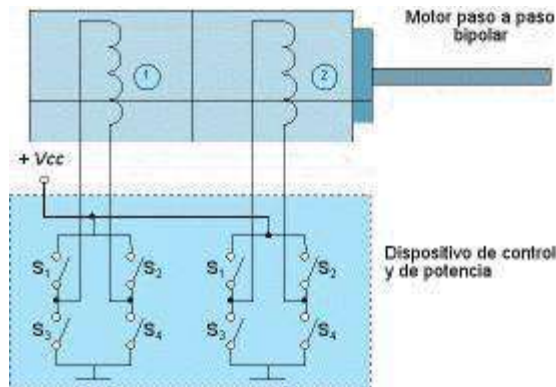 Motor paso a paso
bipolar
1
2
+ Vcc
Dispositivo de control
y de potencia
S1
S2
S1
S2
S3
S4
S3
S4